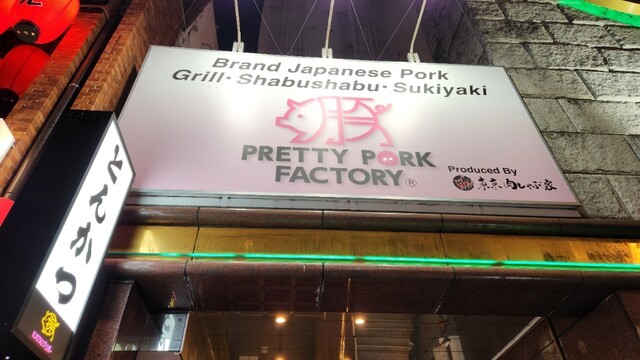 Brand Japanese Pork
Grill・Shabushabu・Sukiyaki
豚
PRETTY PORK
FACTORY®
Produced By
東京肉しゃぶ家
とんかつ